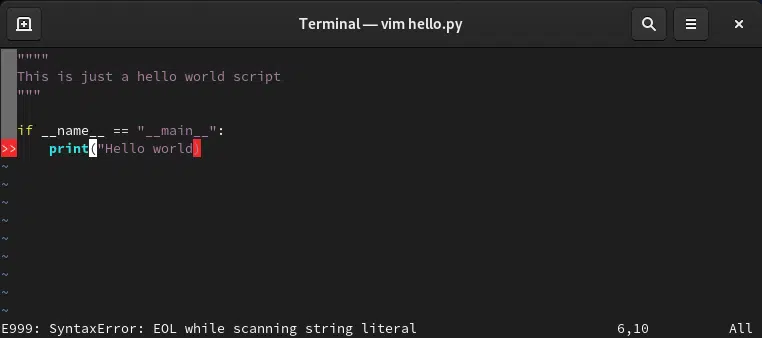 Terminal — vim hello.py
""""
This is just a hello world script
"""
if __name__ == "__main__":
>>    print("Hello world)
~
~
~
~
~
~
~
~
~
E999: SyntaxError: EOL while scanning string literal 6,10 All